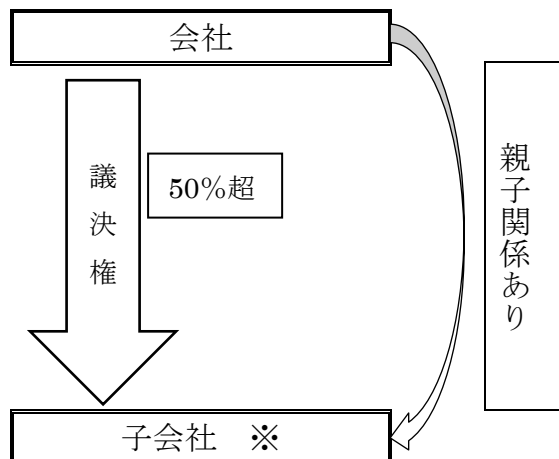 会社
議決権
50%超
親子関係あり
子会社 ※